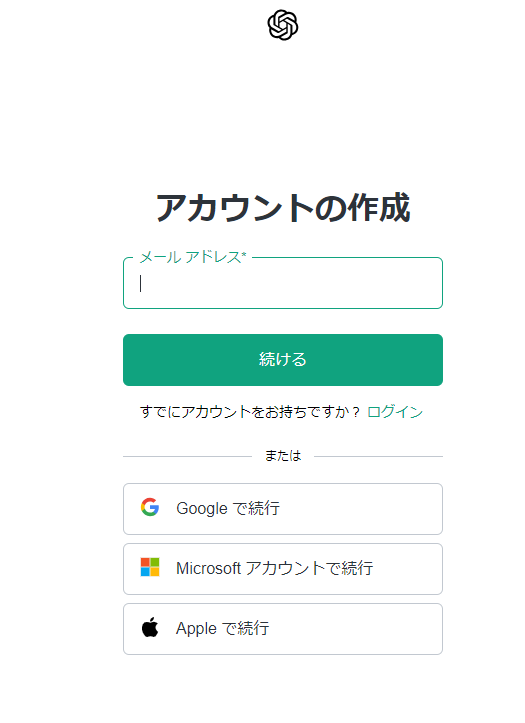 アカウントの作成
メール アドレス*
続ける
すでにアカウントをお持ちですか？ ログイン
または
Google で続行
Microsoft アカウントで続行
Apple で続行